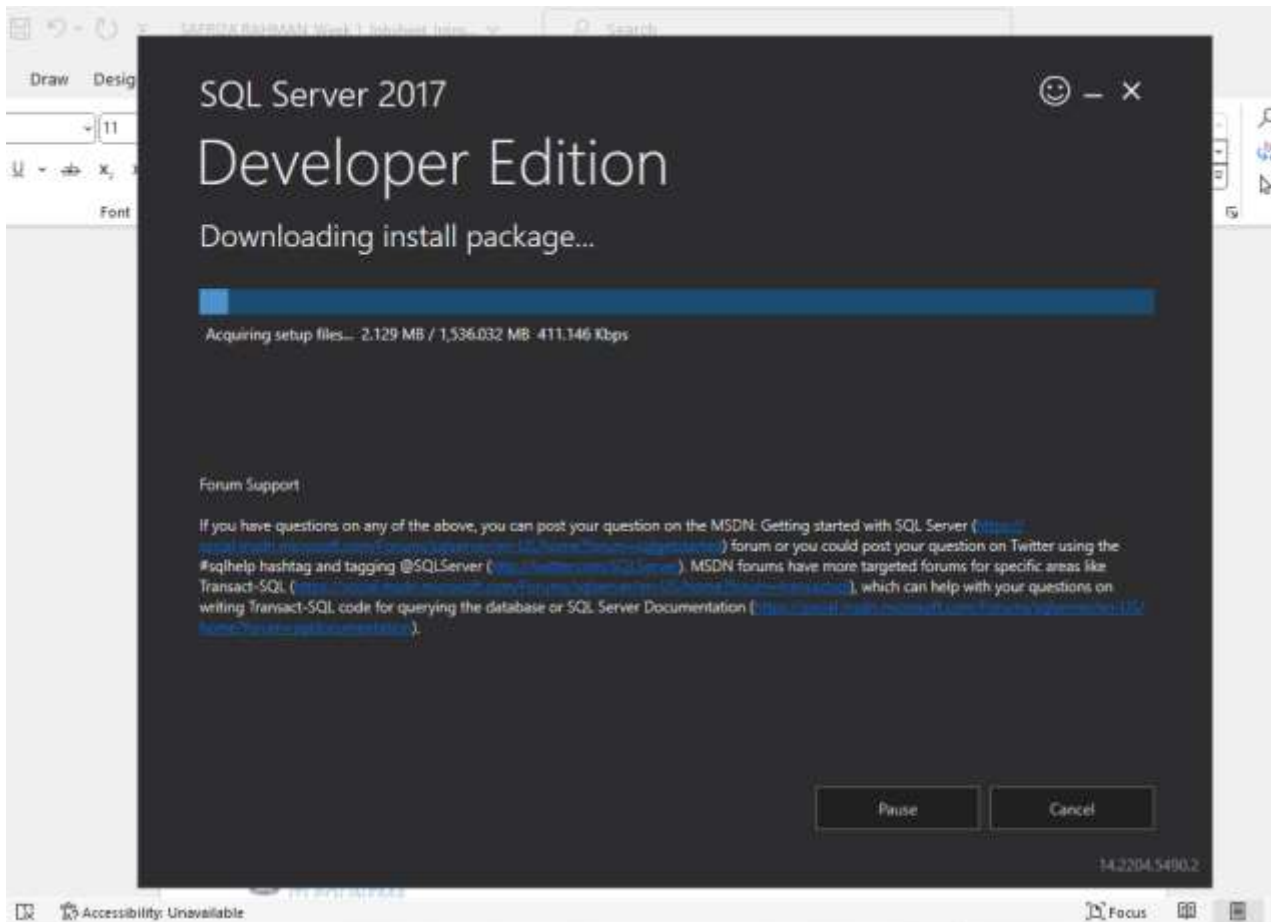 Search
Draw Desig
11
Font
SQL Server 2017
Developer Edition
Downloading install package...
Acquiring setup files... 2.129 MB / 1,536.032 MB 411.146 Kbps
Forum Support
If you have questions on any of the above, you can post your question on the MSDN: Getting started with SQL Server (
) forum or you could post your question on Twitter using the
#sqlhelp hashtag and tagging @SQLServer ( ). MSDN forums have more targeted forums for specific areas like
Transact-SQL ( ), which can help with your questions on
writing Transact-SQL code for querying the database or SQL Server Documentation (
).
Pause Cancel
14.2204.5490.2
Accessibility: Unavailable Focus